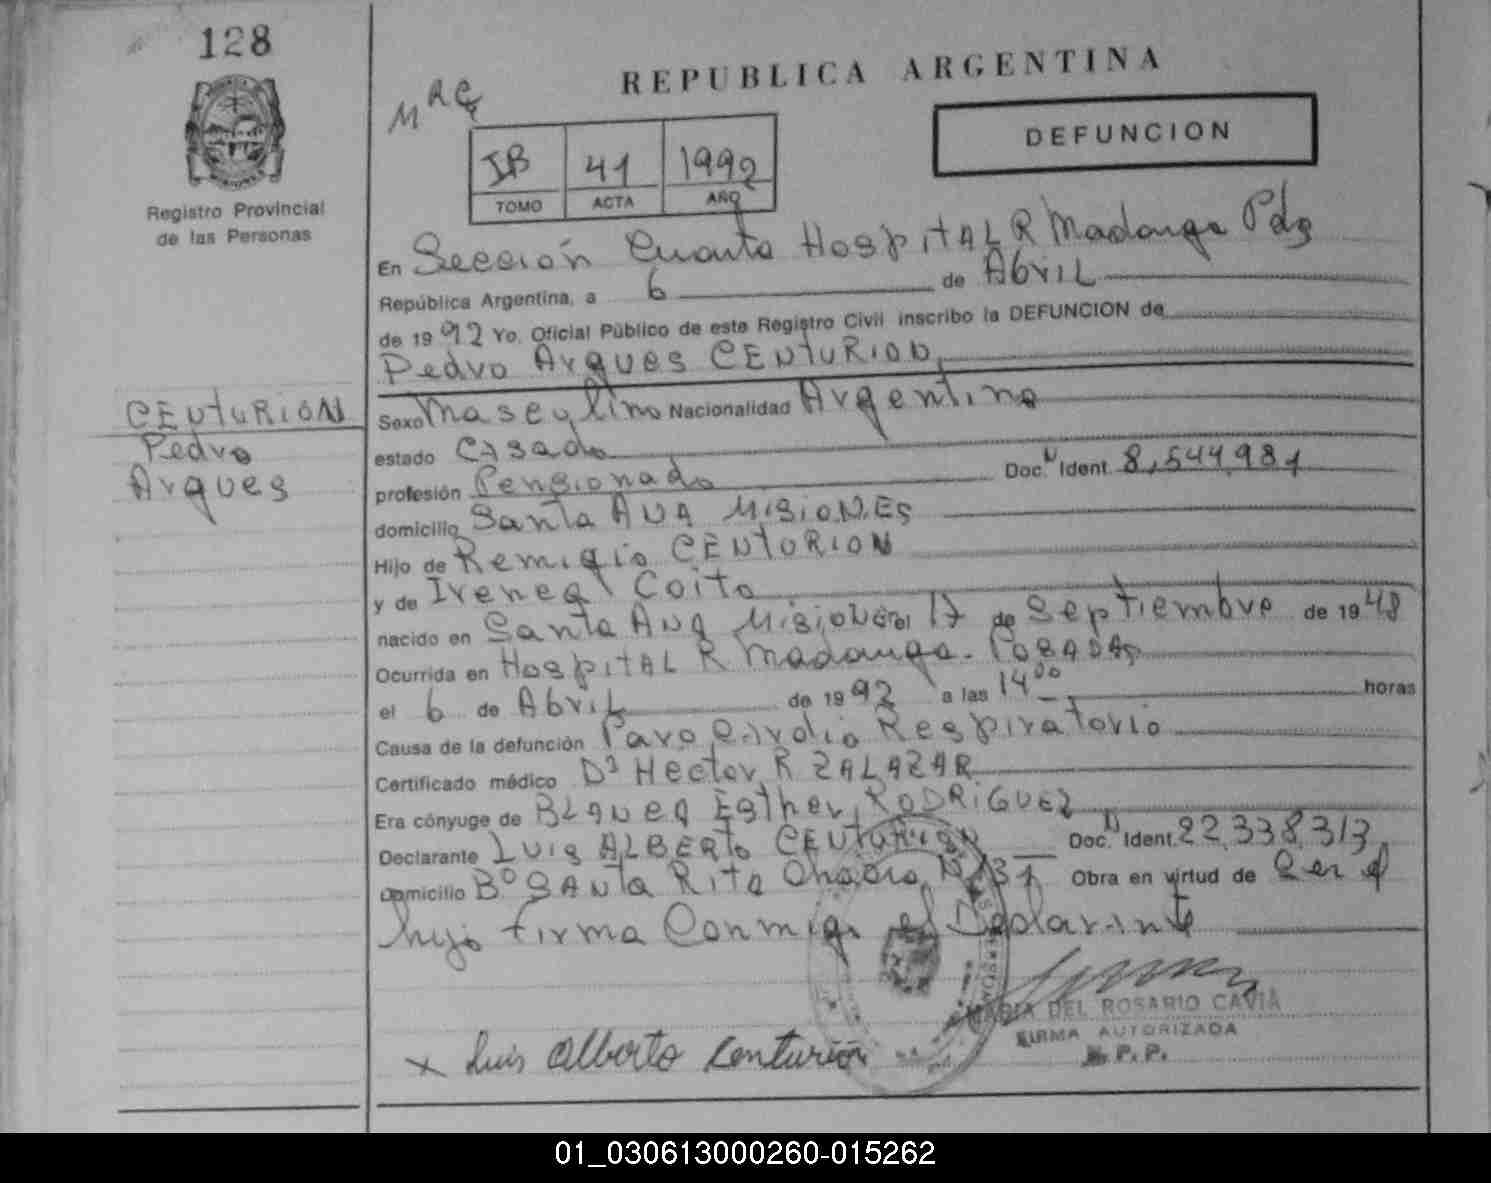 128
Registro Provincial
de las Personas
CENTURIÓN
Pedro
Arques
REPUBLICA ARGENTINA
DEFUNCION
IB 41 1992
TOMO ACTA AÑO
En Sección Cuarta Hospital R Madariaga Pds
República Argentina, a 6 de Abril
de 1992 Yo, Oficial Público de este Registro Civil inscribo la DEFUNCION de
Pedro Arques CENTURION
Sexo Masculino Nacionalidad Argentina
estado Casado
profesión Pensionado Doc. N Ident. 8,544,981
domicilio Santa ANA MISIONES
Hijo de Remigio CENTURION
y de Irenea Coito
nacido en Santa Ana Misiones el 17 de Septiembre de 1948
Ocurrida en Hospital R Madariaga. POSADAS
el 6 de Abril de 1992 a las 14 00 horas
Causa de la defunción Paro Cardio Respiratorio
Certificado médico Dr Hector R ZALAZAR
Era cónyuge de Blanca Esther RODRIGUEZ
Declarante Luis ALBERTO CENTURION Doc. N Ident. 22,338,313
Domicilio Bº Santa Rita Chacra Nº 31 Obra en virtud de Ser el
hijo firma Conmigo el Declarante
MARIA DEL ROSARIO CAVIA
FIRMA AUTORIZADA
R. P. P.
x Luis Alberto Centurión
01_030613000260-015262